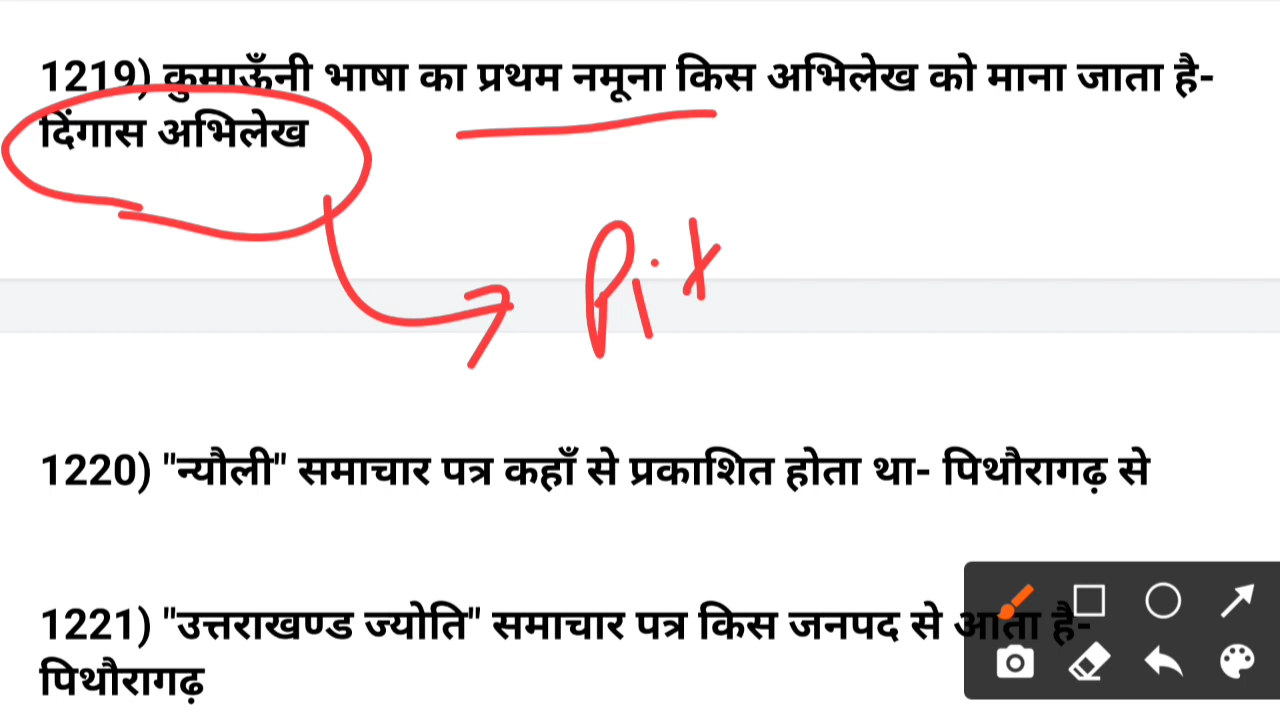 1219) कुमाऊँनी भाषा का प्रथम नमूना किस अभिलेख को माना जाता है-
दिंगास अभिलेख
Pit
1220) "न्यौली" समाचार पत्र कहाँ से प्रकाशित होता था- पिथौरागढ़ से
1221) "उत्तराखण्ड ज्योति" समाचार पत्र किस जनपद से आता है-
पिथौरागढ़